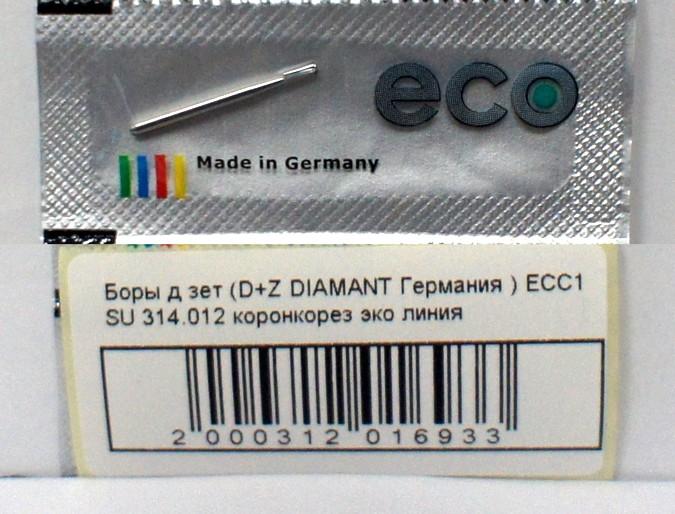 eco
Made in Germany
Боры д зет (D+Z DIAMANT Германия ) ECC1
SU 314.012 коронкорез эко линия
2 000312 016933